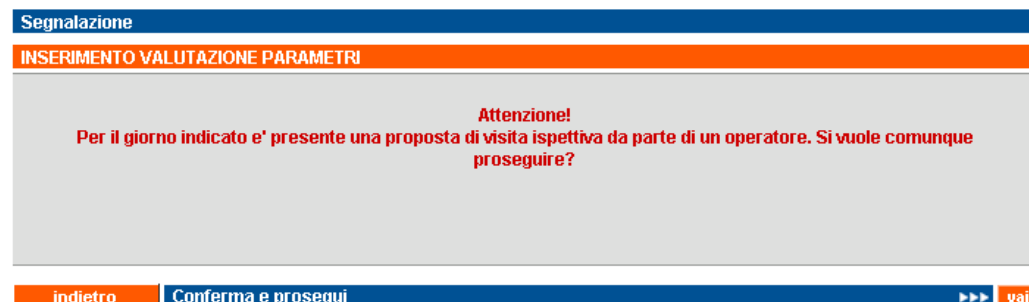 Segnalazione
INSERIMENTO VALUTAZIONE PARAMETRI
Attenzione!
Per il giorno indicato e' presente una proposta di visita ispettiva da parte di un operatore. Si vuole comunque
proseguire?
indietro Conferma e prosegui ►►► vai